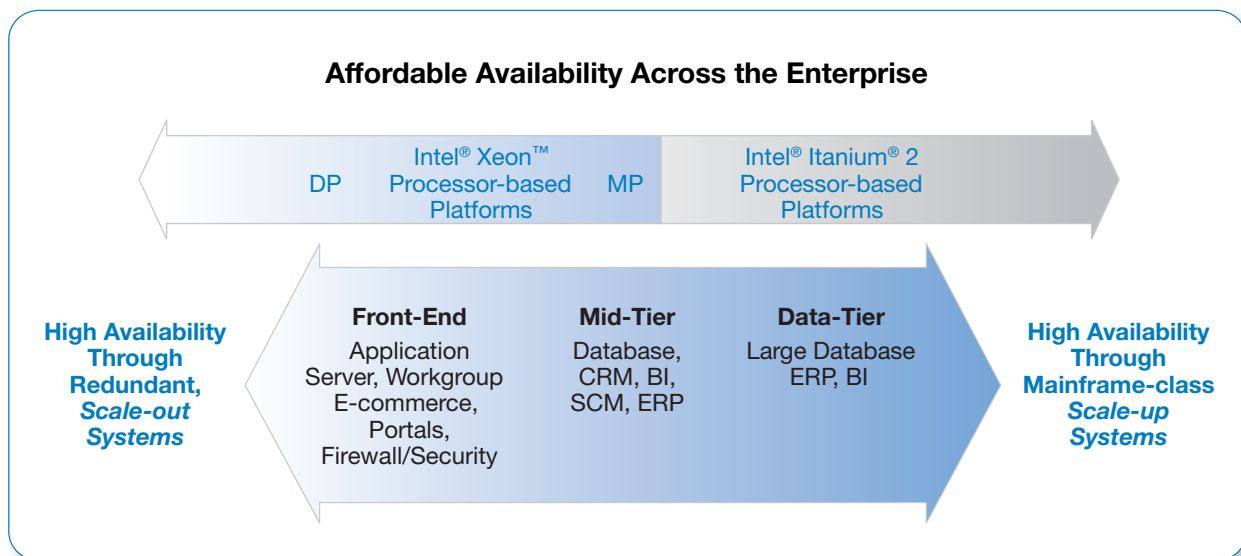 Affordable Availability Across the Enterprise
DP
Intel® Xeon™
Processor-based
Platforms
MP
Intel® Itanium® 2
Processor-based
Platforms
High Availability
Through
Redundant,
Scale-out
Systems
Front-End
Application
Server, Workgroup
E-commerce,
Portals,
Firewall/Security
Mid-Tier
Database,
CRM, BI,
SCM, ERP
Data-Tier
Large Database
ERP, BI
High Availability
Through
Mainframe-class
Scale-up
Systems